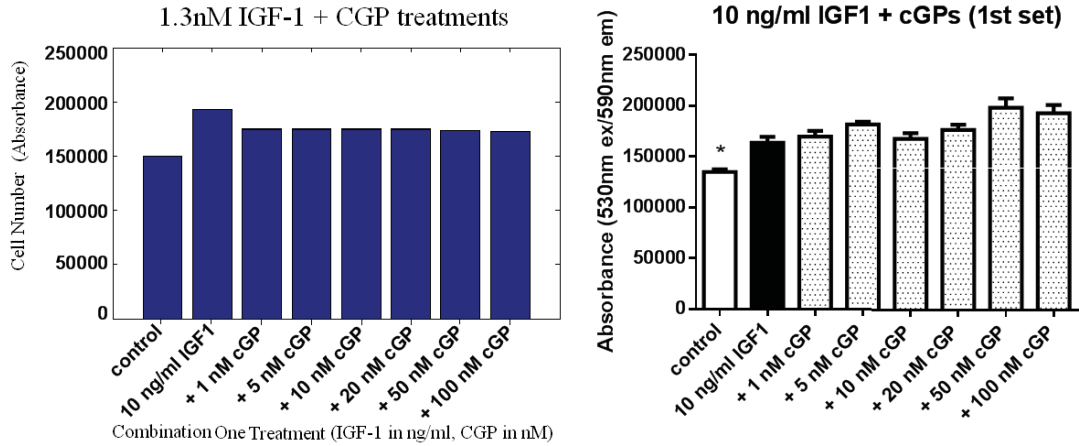 1.3nM IGF-1 + CGP treatments
Cell Number (Absorbance)
250000
200000
150000
100000
50000
0
control
10 ng/ml IGF1
+ 1 nM cGP
+ 5 nM cGP
+ 10 nM cGP
+ 20 nM cGP
+ 50 nM cGP
+ 100 nM cGP
Combination One Treatment (IGF-1 in ng/ml, CGP in nM)
10 ng/ml IGF1 + cGPs (1st set)
Absorbance (530nm ex/590nm em)
250000
200000
150000
100000
50000
0
*
control
10 ng/ml IGF1
+ 1 nM cGP
+ 5 nM cGP
+ 10 nM cGP
+ 20 nM cGP
+ 50 nM cGP
+ 100 nM cGP